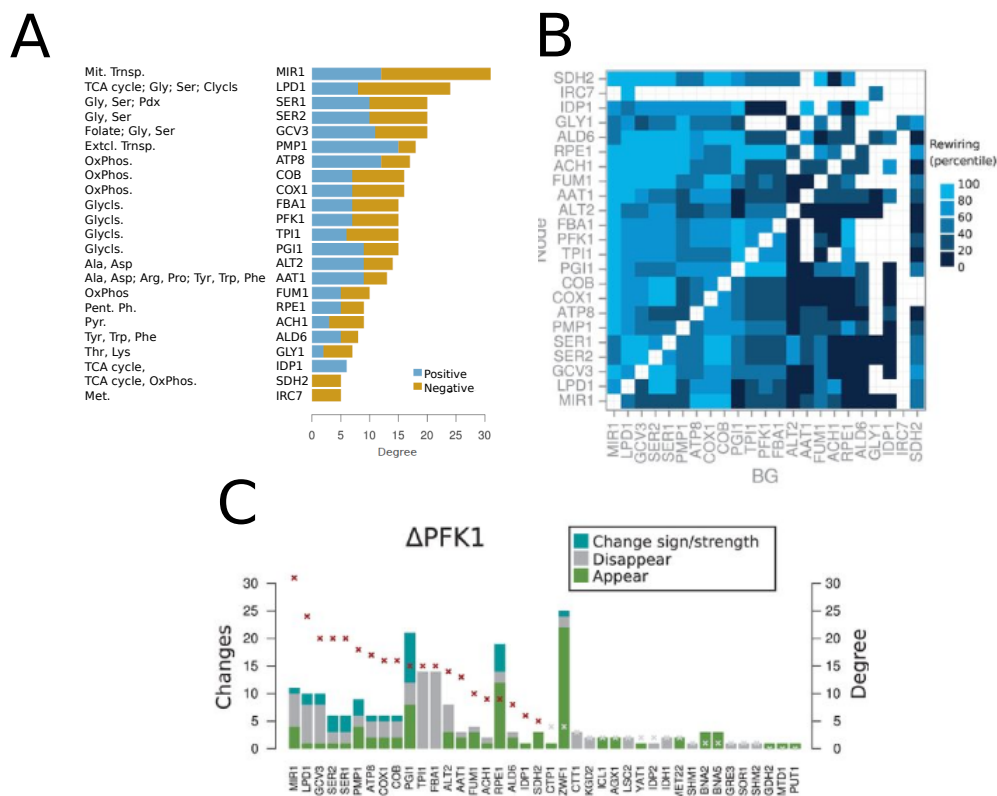 A
Mit. Trnsp. MIR1
TCA cycle; Gly; Ser; Clycls LPD1
Gly, Ser; Pdx SER1
Gly, Ser SER2
Folate; Gly, Ser GCV3
Extcl. Trnsp. PMP1
OxPhos. ATP8
OxPhos. COB
OxPhos. COX1
Glycls. FBA1
Glycls. PFK1
Glycls. TPI1
Glycls. PGI1
Ala, Asp ALT2
Ala, Asp; Arg, Pro; Tyr, Trp, Phe AAT1
OxPhos FUM1
Pent. Ph. RPE1
Pyr. ACH1
Tyr, Trp, Phe ALD6
Thr, Lys GLY1
TCA cycle, IDP1
TCA cycle, OxPhos. SDH2
Met. IRC7
Positive
Negative
0 5 10 15 20 25 30
Degree
B
SDH2
IRC7
IDP1
GLY1
ALD6
RPE1
ACH1
FUM1
AAT1
ALT2
FBA1
PFK1
TPI1
PGI1
COB
COX1
ATP8
PMP1
SER1
SER2
GCV3
LPD1
MIR1
Node
MIR1 LPD1 GCV3 SER2 SER1 PMP1 ATP8 COX1 COB PGI1 TPI1 PFK1 FBA1 ALT2 AAT1 FUM1 ACH1 RPE1 ALD6 GLY1 IDP1 IRC7 SDH2
BG
Rewiring
(percentile)
100
80
60
40
20
0
C
ΔPFK1
Change sign/strength
Disappear
Appear
Changes
30
25
20
15
10
5
0
Degree
30
25
20
15
10
5
0
MIR1 LPD1 GCV3 SER2 SER1 PMP1 ATP8 COX1 COB PGI1 TPI1 FBA1 ALT2 AAT1 FUM1 ACH1 RPE1 ALD6 IDP1 SDH2 CTP1 ZWF1 CTT1 KGD2 ICL1 AGX1 LSC2 YAT1 IDP2 IDH1 MET22 SHM1 BNA2 BNA5 GRE3 SOR1 SHM2 GDH2 MTD1 PUT1